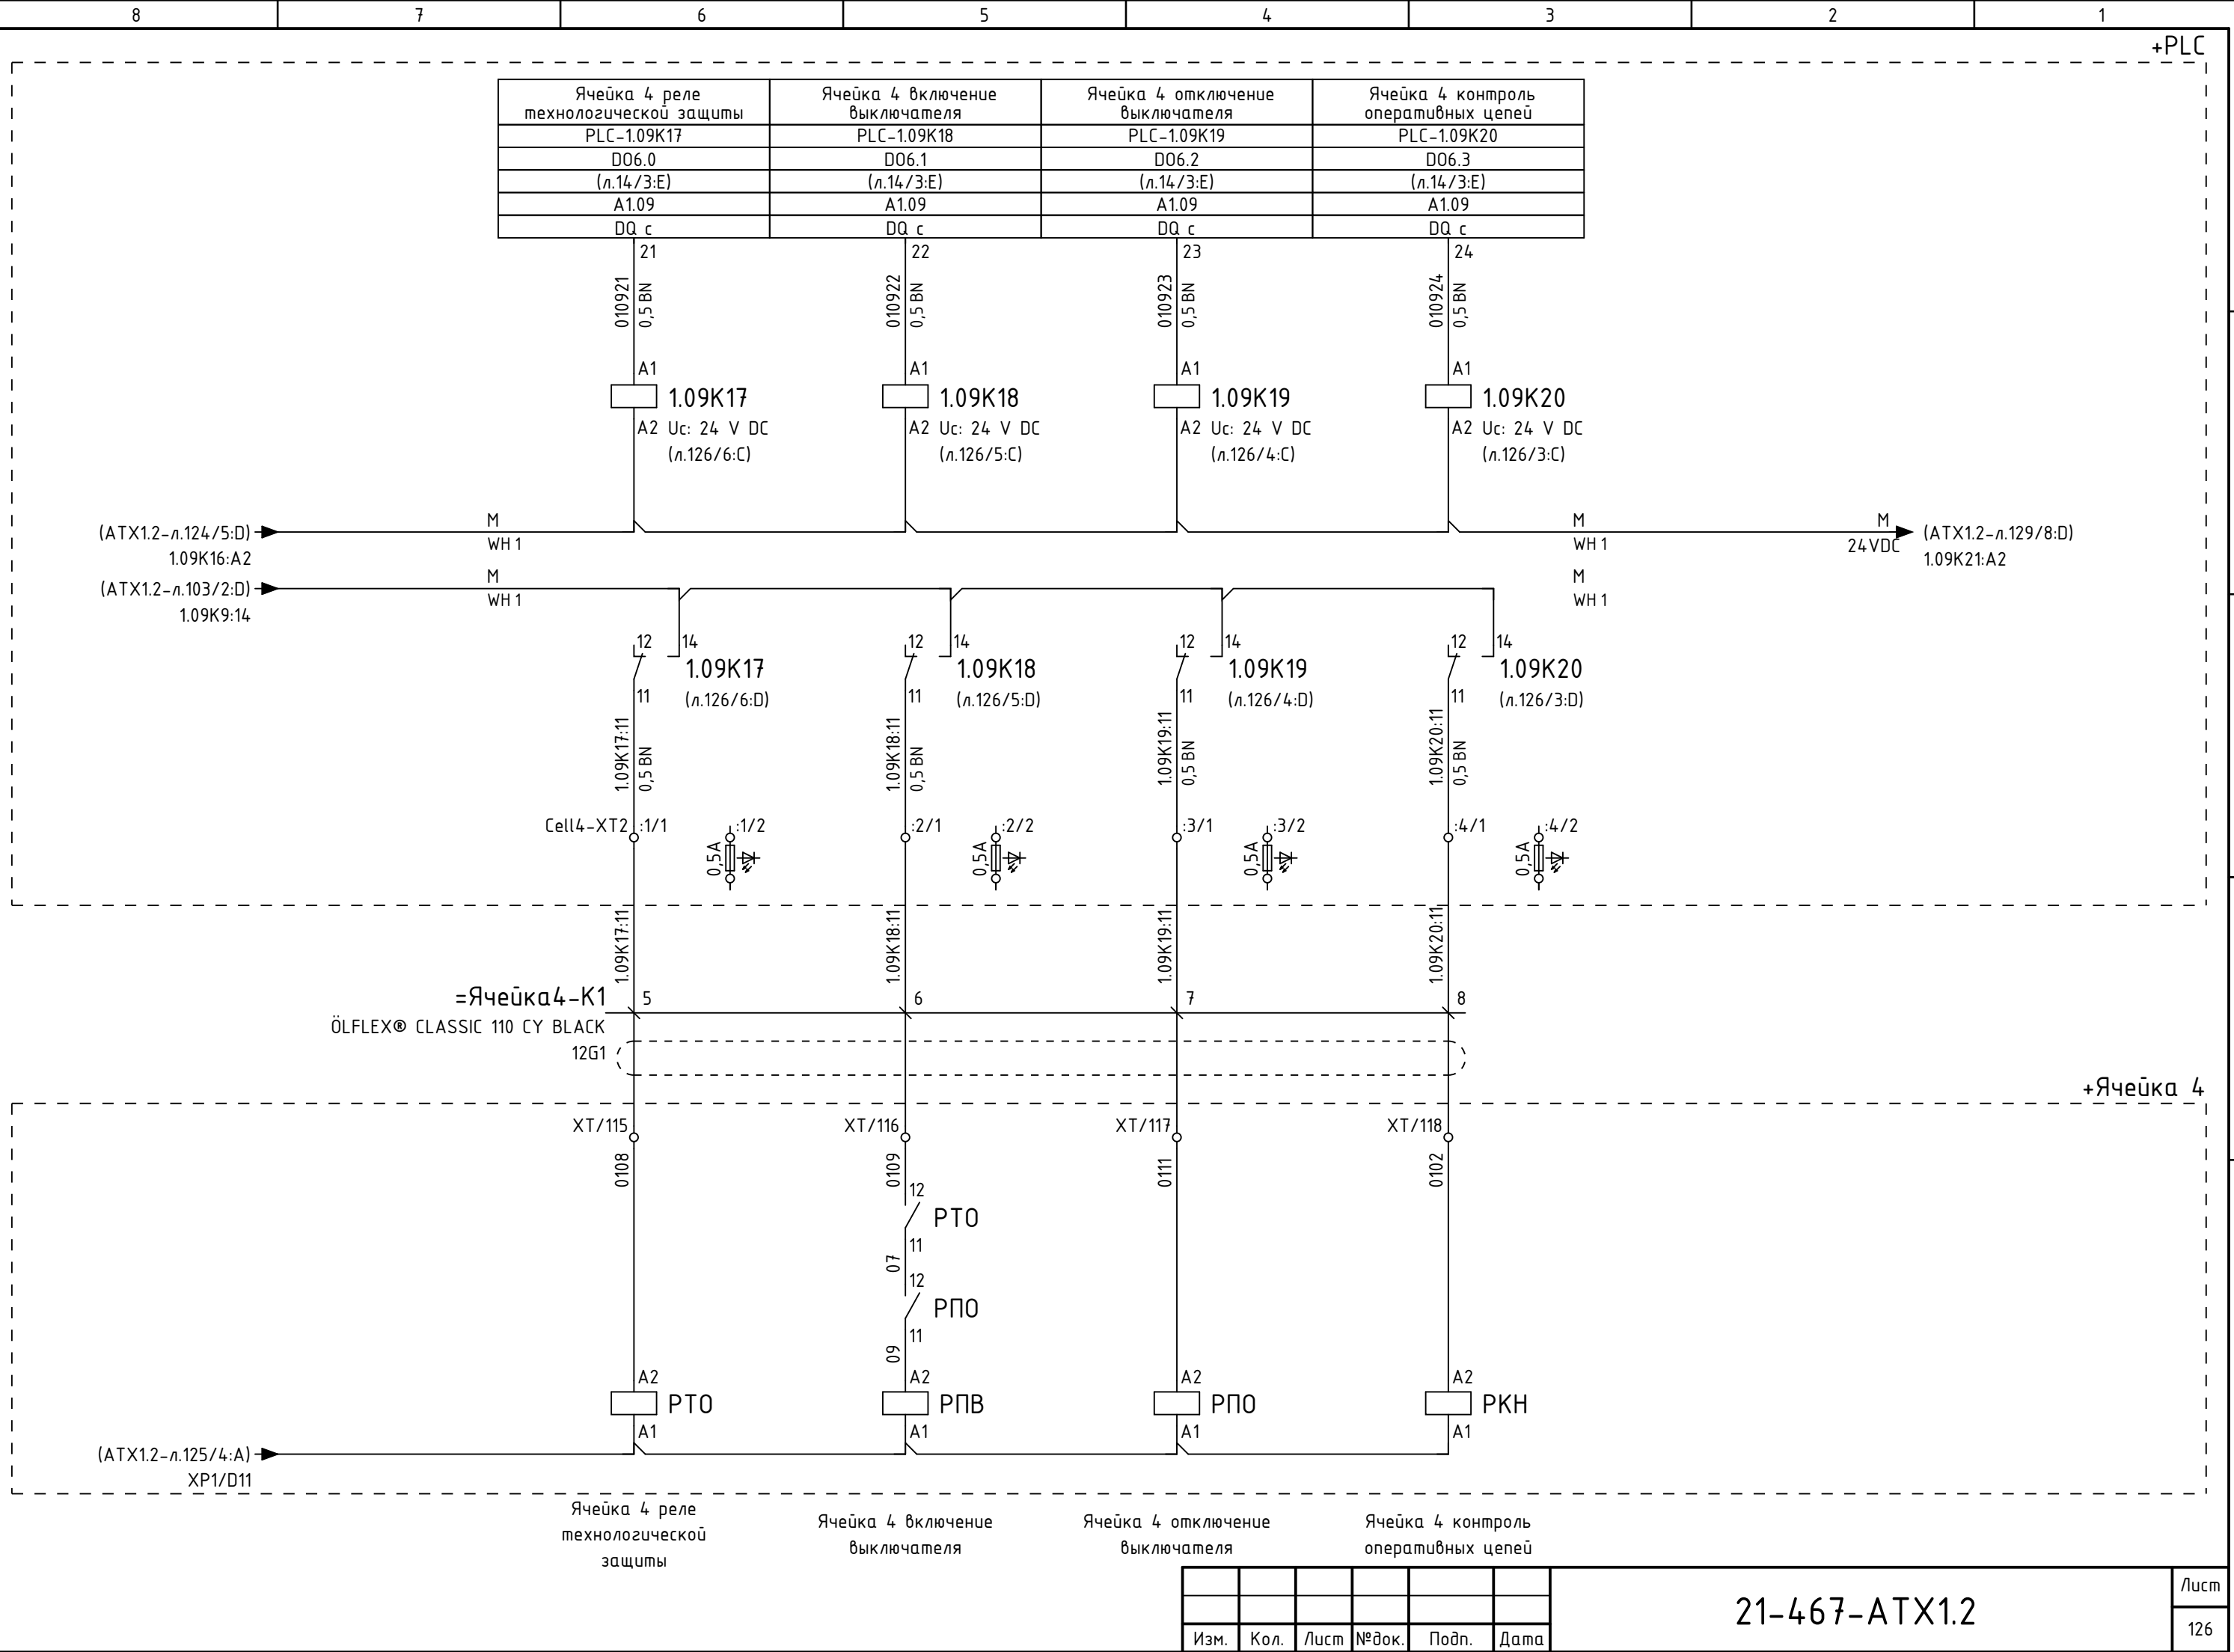 8 7 6 5 4 3 2 1
+PLC
Ячейка 4 реле Ячейка 4 включение Ячейка 4 отключение Ячейка 4 контроль
технологической защиты выключателя выключателя оперативных цепей
PLC-1.09K17 PLC-1.09K18 PLC-1.09K19 PLC-1.09K20
DO6.0 DO6.1 DO6.2 DO6.3
(л.14/3:E) (л.14/3:E) (л.14/3:E) (л.14/3:E)
A1.09 A1.09 A1.09 A1.09
DQ c DQ c DQ c DQ c
21 22 23 24
010921 0,5 BN 010922 0,5 BN 010923 0,5 BN 010924 0,5 BN
A1 A1 A1 A1
1.09K17 1.09K18 1.09K19 1.09K20
A2 Uc: 24 V DC A2 Uc: 24 V DC A2 Uc: 24 V DC A2 Uc: 24 V DC
(л.126/6:C) (л.126/5:C) (л.126/4:C) (л.126/3:C)
M M M
(ATX1.2-л.124/5:D) (ATX1.2-л.129/8:D)
WH 1 WH 1 24VDC
1.09K16:A2 1.09K21:A2
M M
(ATX1.2-л.103/2:D)
WH 1 WH 1
1.09K9:14
12 14 12 14 12 14 12 14
1.09K17 1.09K18 1.09K19 1.09K20
11 (л.126/6:D) 11 (л.126/5:D) 11 (л.126/4:D) 11 (л.126/3:D)
1.09K17:11 0,5 BN 1.09K18:11 0,5 BN 1.09K19:11 0,5 BN 1.09K20:11 0,5 BN
Cell4-XT2 :1/1 :1/2 :2/1 :2/2 :3/1 :3/2 :4/1 :4/2
0,5A 0,5A 0,5A 0,5A
1.09K17:11 1.09K18:11 1.09K19:11 1.09K20:11
=Ячейка4-K1 5 6 7 8
ÖLFLEX® CLASSIC 110 CY BLACK
12G1
+Ячейка 4
XT/115 XT/116 XT/117 XT/118
0108 0109 0111 0102
12
РТО
11
07
12
РПО
11
09
A2 A2 A2 A2
РТО РПВ РПО РКН
A1 A1 A1 A1
(ATX1.2-л.125/4:A)
XP1/D11
Ячейка 4 реле
технологической
защиты
Ячейка 4 включение
выключателя
Ячейка 4 отключение
выключателя
Ячейка 4 контроль
оперативных цепей
Изм. Кол. Лист №док. Подп. Дата
21-467-ATX1.2
Лист
126